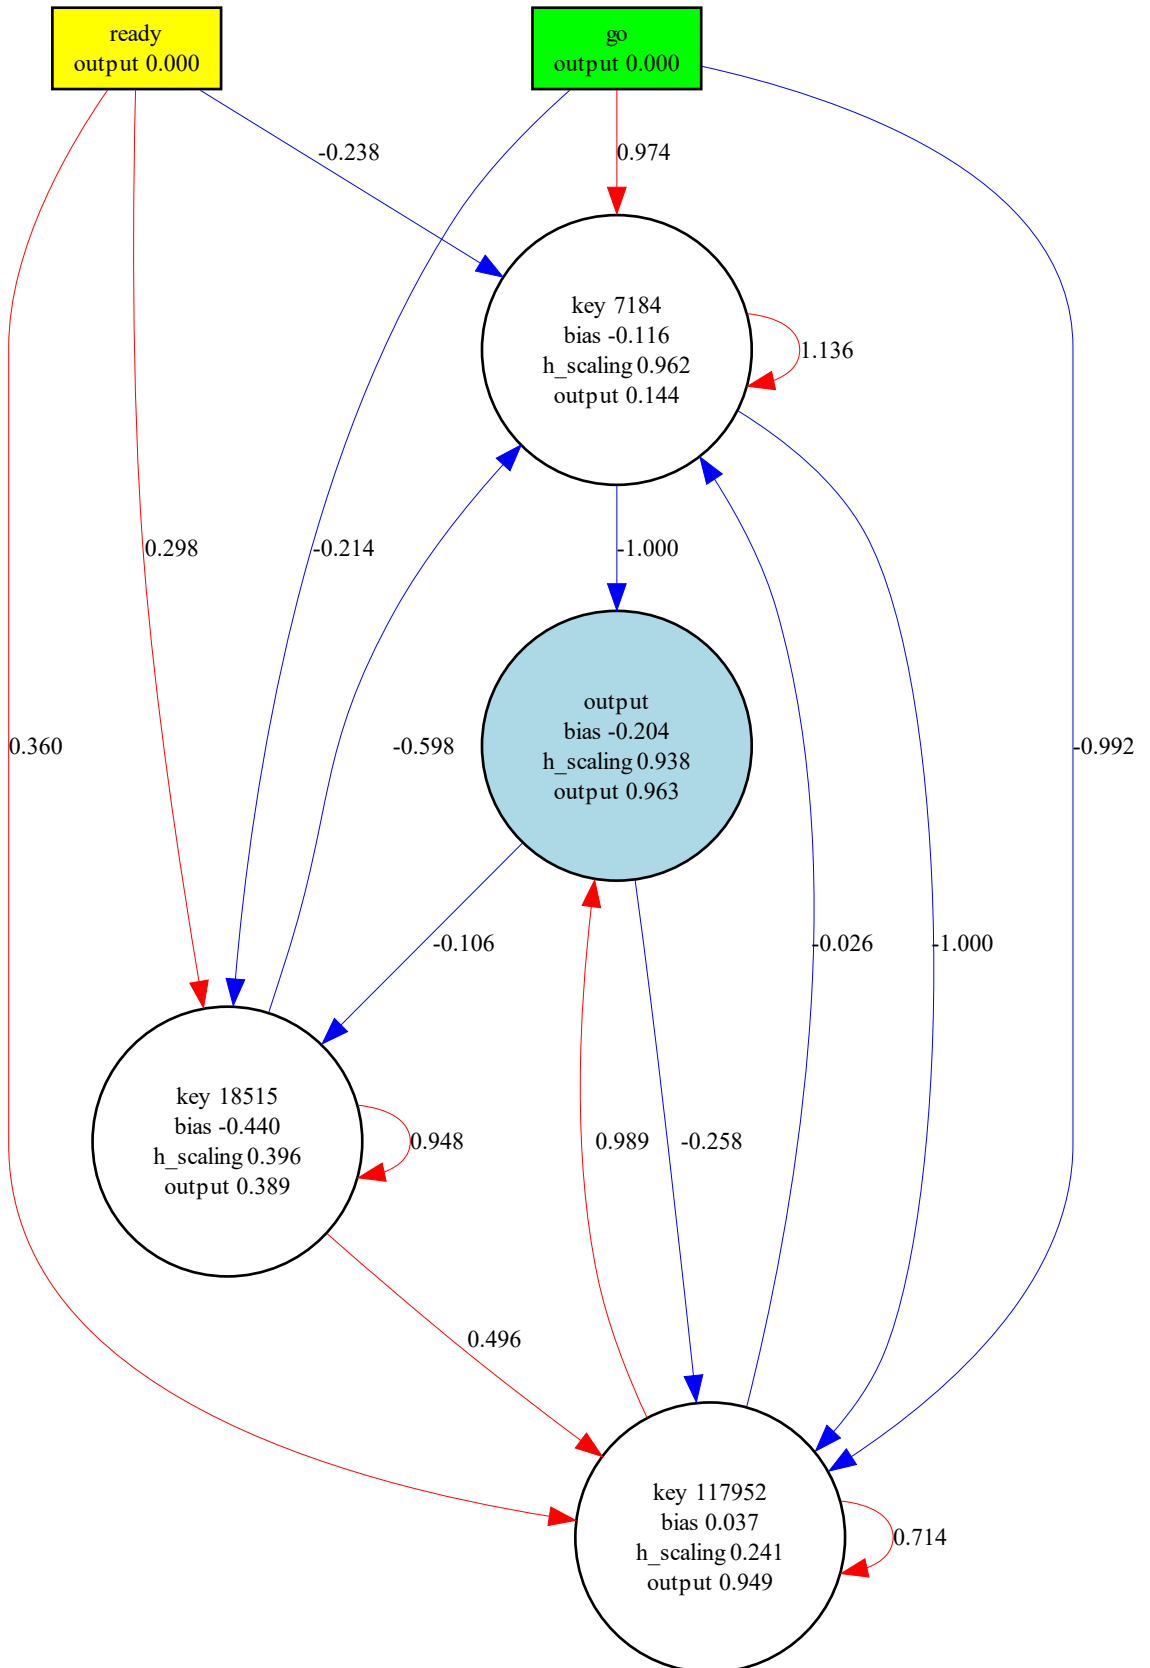 ready
output 0.000
go
output 0.000
-0.238
0.974
key 7184
bias -0.116
h_scaling 0.962
output 0.144
1.136
0.298
-0.214
-1.000
output
bias -0.204
h_scaling 0.938
output 0.963
0.360
-0.598
-0.992
-0.106
-0.026
-1.000
key 18515
bias -0.440
h_scaling 0.396
output 0.389
0.948
0.989
-0.258
0.496
key 117952
bias 0.037
h_scaling 0.241
output 0.949
0.714